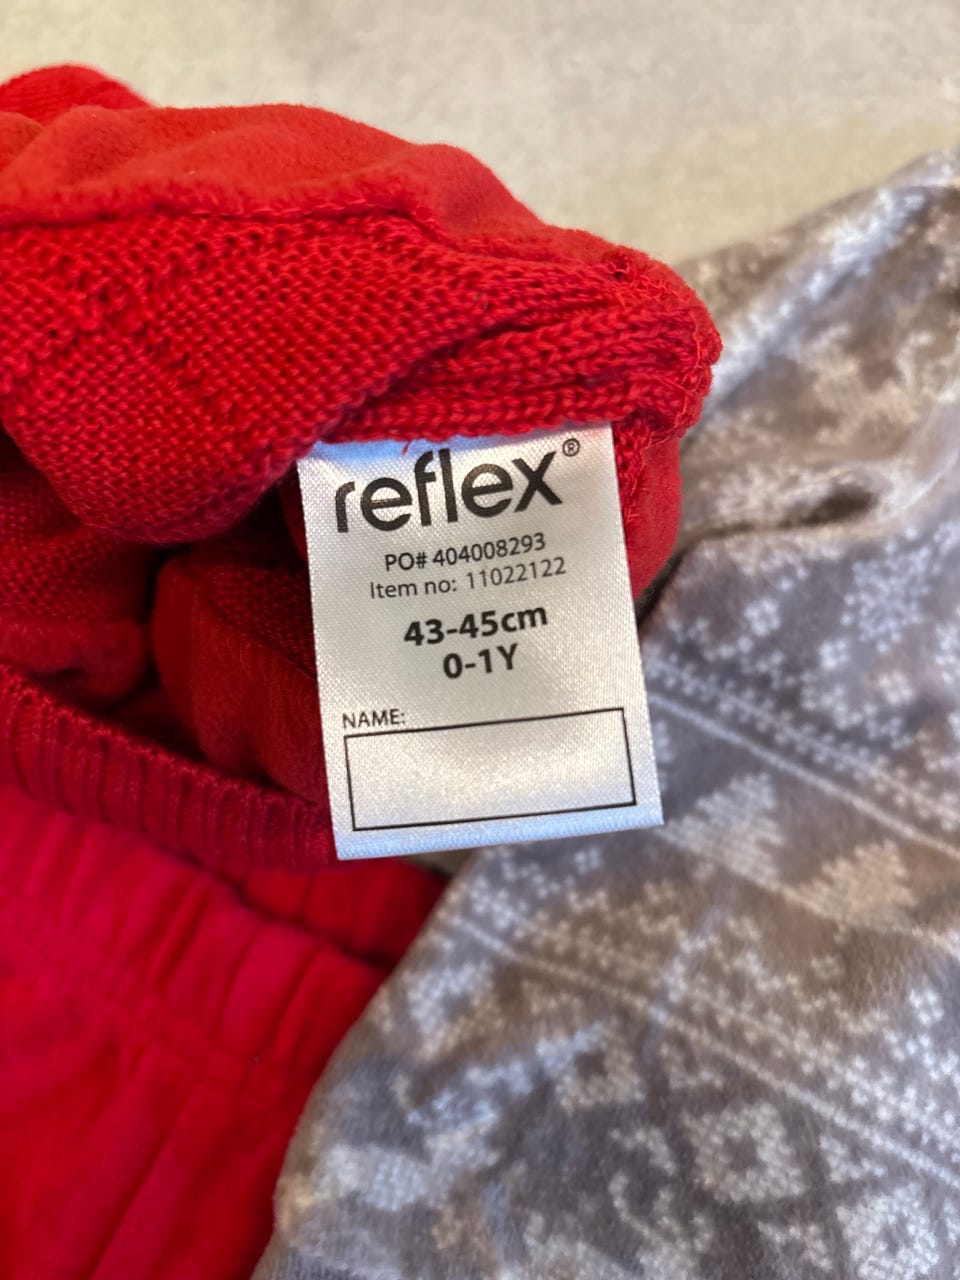 reflex®
PO# 404008293
Item no: 11022122
43-45cm
0-1Y
NAME: